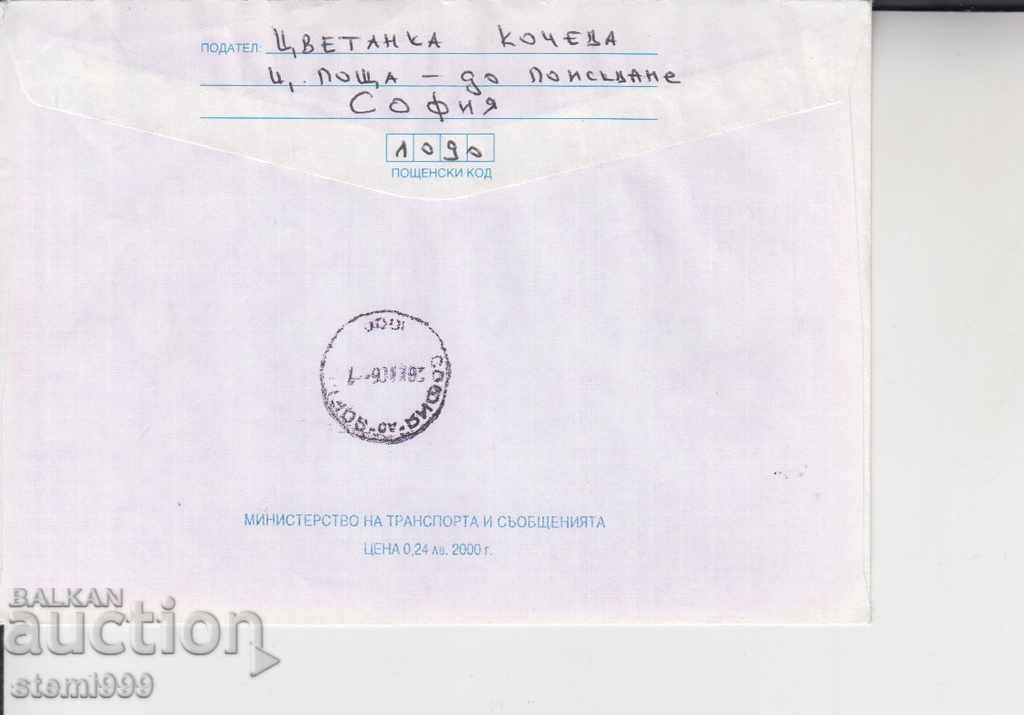 ПОДАТЕЛ: ЦВЕТАНКА КОЧЕВА
Ц. ПОЩА – до ПОИСКВАНЕ
СОФИЯ
1090
ПОЩЕНСКИ КОД
СОФИЯ
МИНИСТЕРСТВО НА ТРАНСПОРТА И СЪОБЩЕНИЯТА
ЦЕНА 0,24 лв. 2000 г.
BALKAN
auction
stemi999